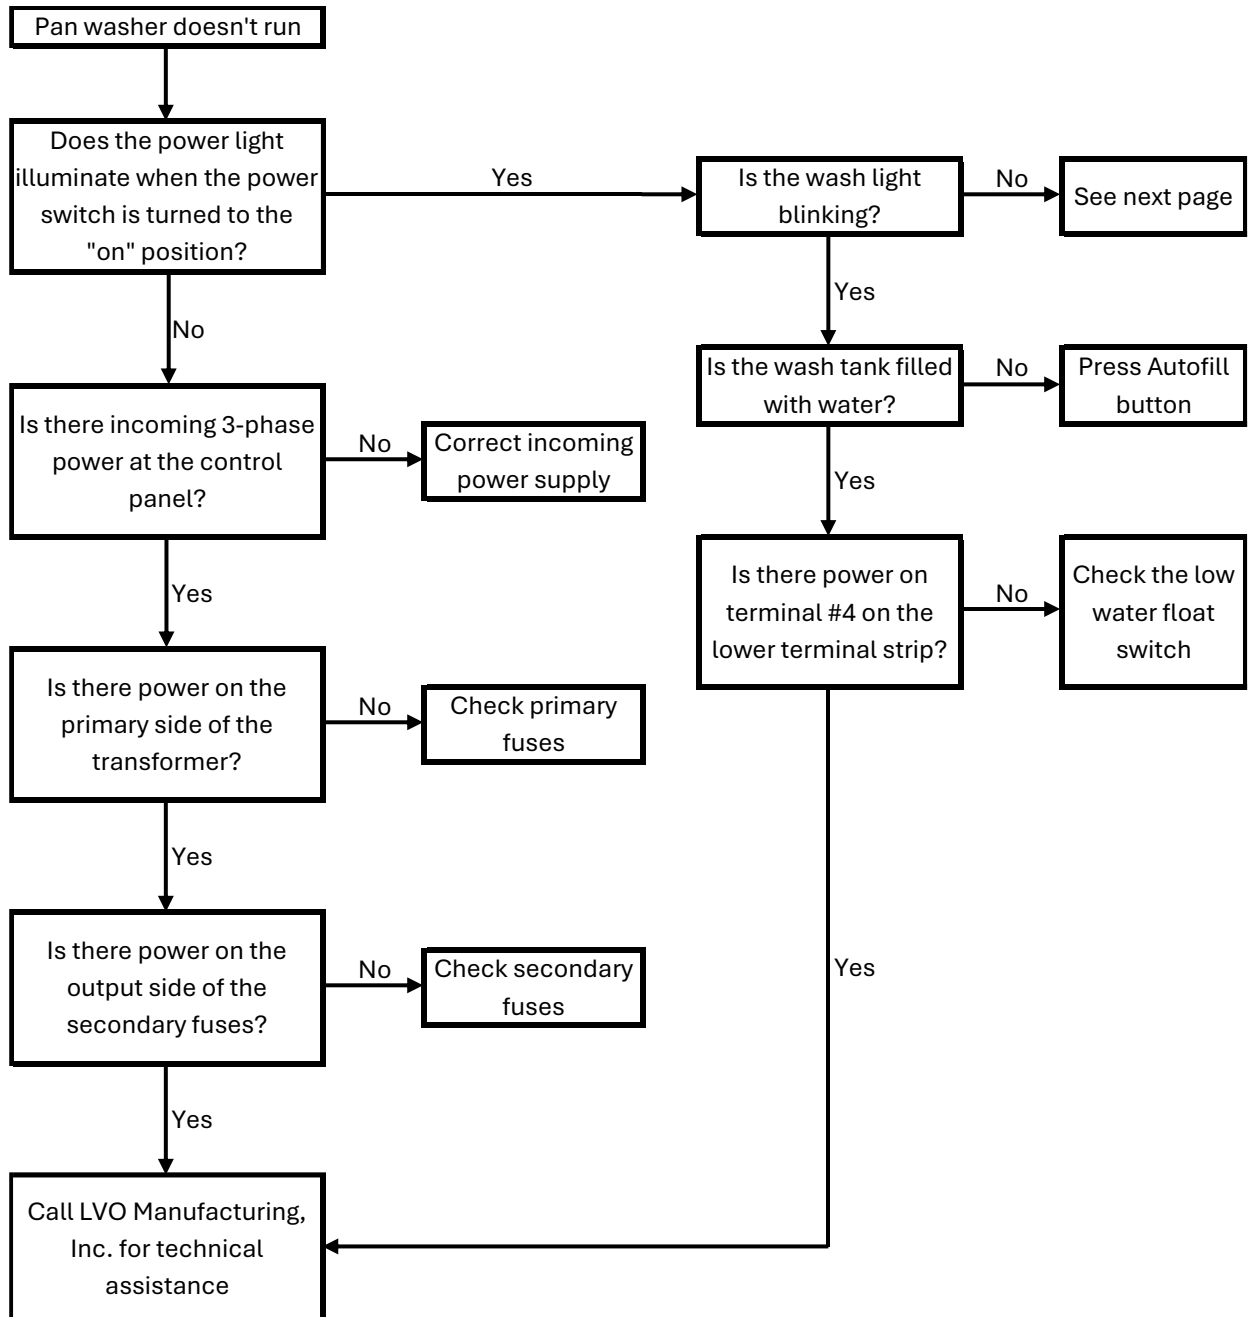 Pan washer doesn't run
Does the power light
illuminate when the power
switch is turned to the
"on" position?
Yes
Is the wash light
blinking?
No
See next page
No
Yes
Is there incoming 3-phase
power at the control
panel?
No
Correct incoming
power supply
Is the wash tank filled
with water?
No
Press Autofill
button
Yes
Yes
Is there power on the
primary side of the
transformer?
No
Check primary
fuses
Is there power on
terminal #4 on the
lower terminal strip?
No
Check the low
water float
switch
Yes
Is there power on the
output side of the
secondary fuses?
No
Check secondary
fuses
Yes
Yes
Call LVO Manufacturing,
Inc. for technical
assistance